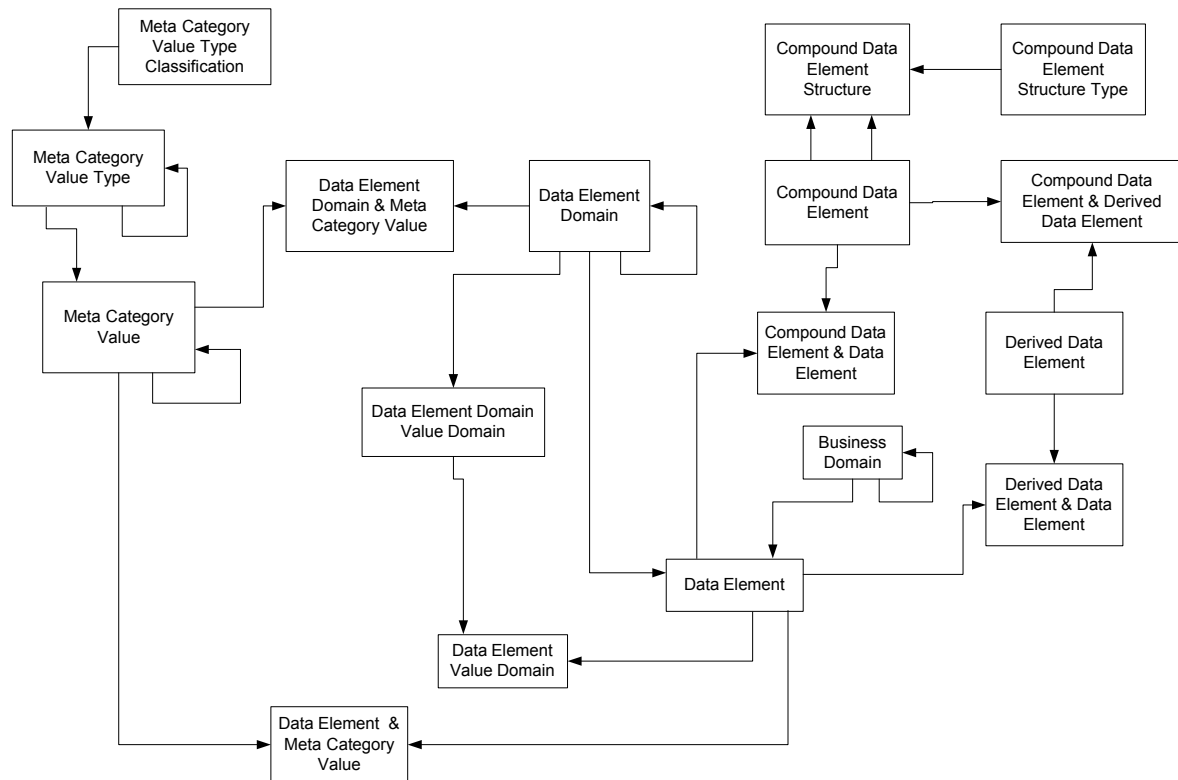 Meta Category
Value Type
Classification
Compound Data
Element
Structure
Compound Data
Element
Structure Type
Meta Category
Value Type
Data Element
Domain & Meta
Category Value
Data Element
Domain
Compound Data
Element
Compound Data
Element & Derived
Data Element
Meta Category
Value
Compound Data
Element & Data
Element
Derived Data
Element
Data Element Domain
Value Domain
Business
Domain
Derived Data
Element & Data
Element
Data Element
Data Element
Value Domain
Data Element &
Meta Category
Value